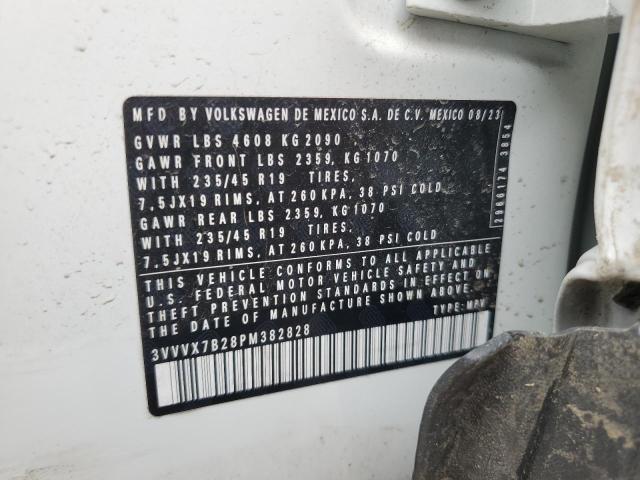 MFD BY VOLKSWAGEN DE MEXICO S.A. DE C.V. MEXICO 08/23
GVWR LBS 4608 KG 2090
GAWR FRONT LBS 2359, KG 1070
WITH 235/45 R19 TIRES,
7,5JX19 RIMS, AT 260 KPA, 38 PSI COLD
GAWR REAR LBS 2359, KG 1070
WITH 235/45 R19 TIRES,
7,5JX19 RIMS, AT 260 KPA, 38 PSI COLD
THIS VEHICLE CONFORMS TO ALL APPLICABLE
U.S. FEDERAL MOTOR VEHICLE SAFETY AND
THEFT PREVENTION STANDARDS IN EFFECT ON
THE DATE OF MANUFACTURE SHOWN ABOVE.
3VVVX7B28PM382828 TYPE: MPV
2966174 3854